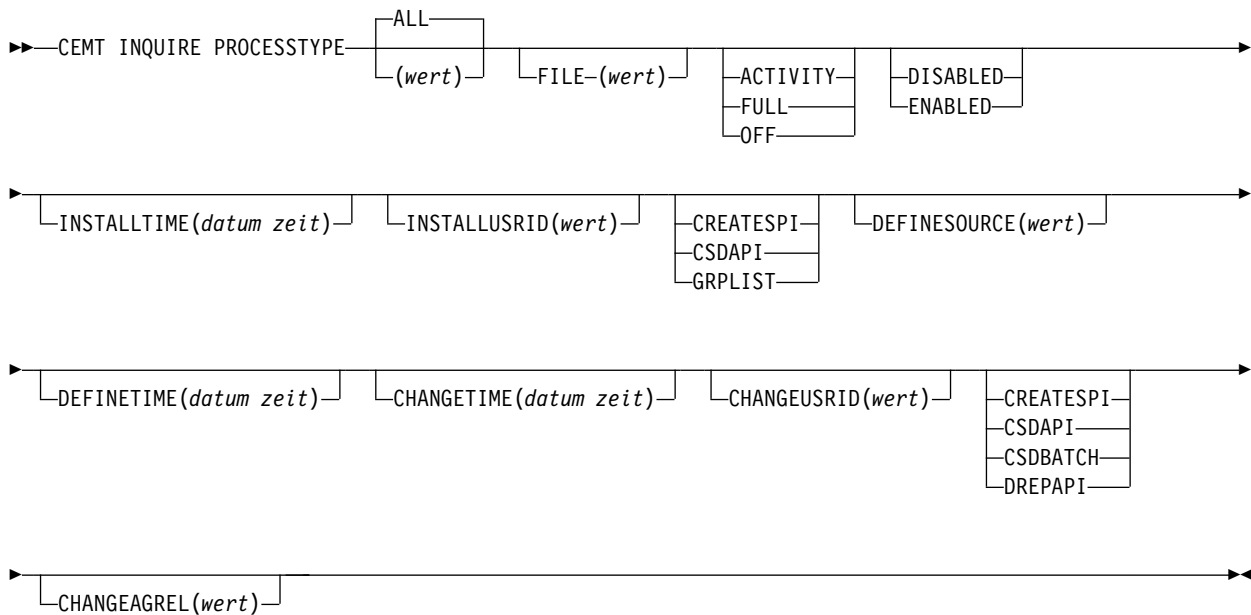 ALL
CEMT INQUIRE PROCESSTYPE
(wert) FILE (wert) ACTIVITY DISABLED
FULL ENABLED
OFF
INSTALLTIME(datum zeit) INSTALLUSRID(wert) CREATESPI DEFINESOURCE(wert)
CSDAPI
GRPLIST
DEFINETIME(datum zeit) CHANGETIME(datum zeit) CHANGEUSRID(wert) CREATESPI
CSDAPI
CSDBATCH
DREPAPI
CHANGEAGREL(wert)